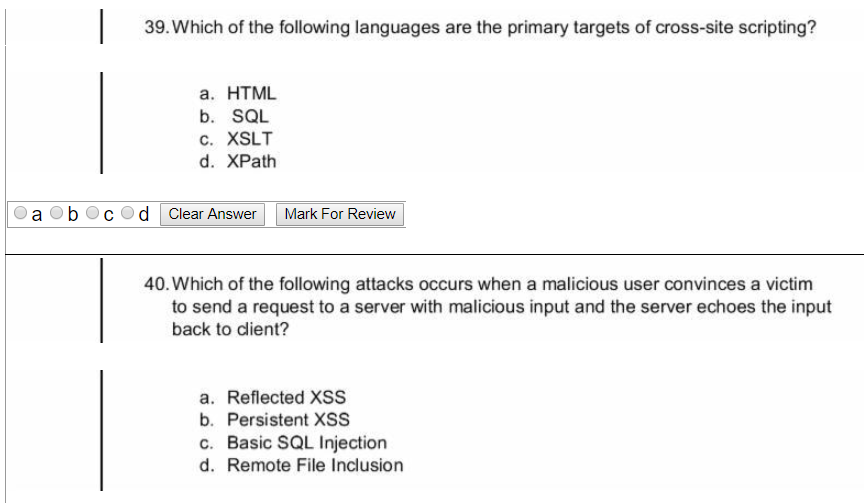 39. Which of the following languages are the primary targets of cross-site scripting?
a. HTML
b. SQL
c. XSLT
d. XPath
a b c d Clear Answer Mark For Review
40. Which of the following attacks occurs when a malicious user convinces a victim
to send a request to a server with malicious input and the server echoes the input
back to client?
a. Reflected XSS
b. Persistent XSS
c. Basic SQL Injection
d. Remote File Inclusion